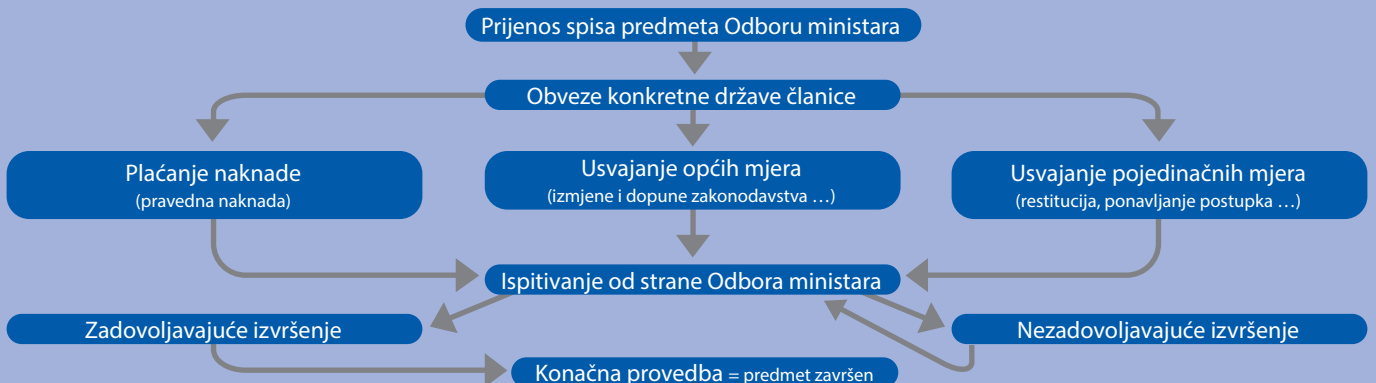 Prijenos spisa predmeta Odboru ministara
Obveze konkretne države članice
Plaćanje naknade
(pravedna naknada)
Usvajanje općih mjera
(izmjene i dopune zakonodavstva …)
Usvajanje pojedinačnih mjera
(restitucija, ponavljanje postupka …)
Ispitivanje od strane Odbora ministara
Zadovoljavajuće izvršenje
Nezadovoljavajuće izvršenje
Konačna provedba = predmet završen